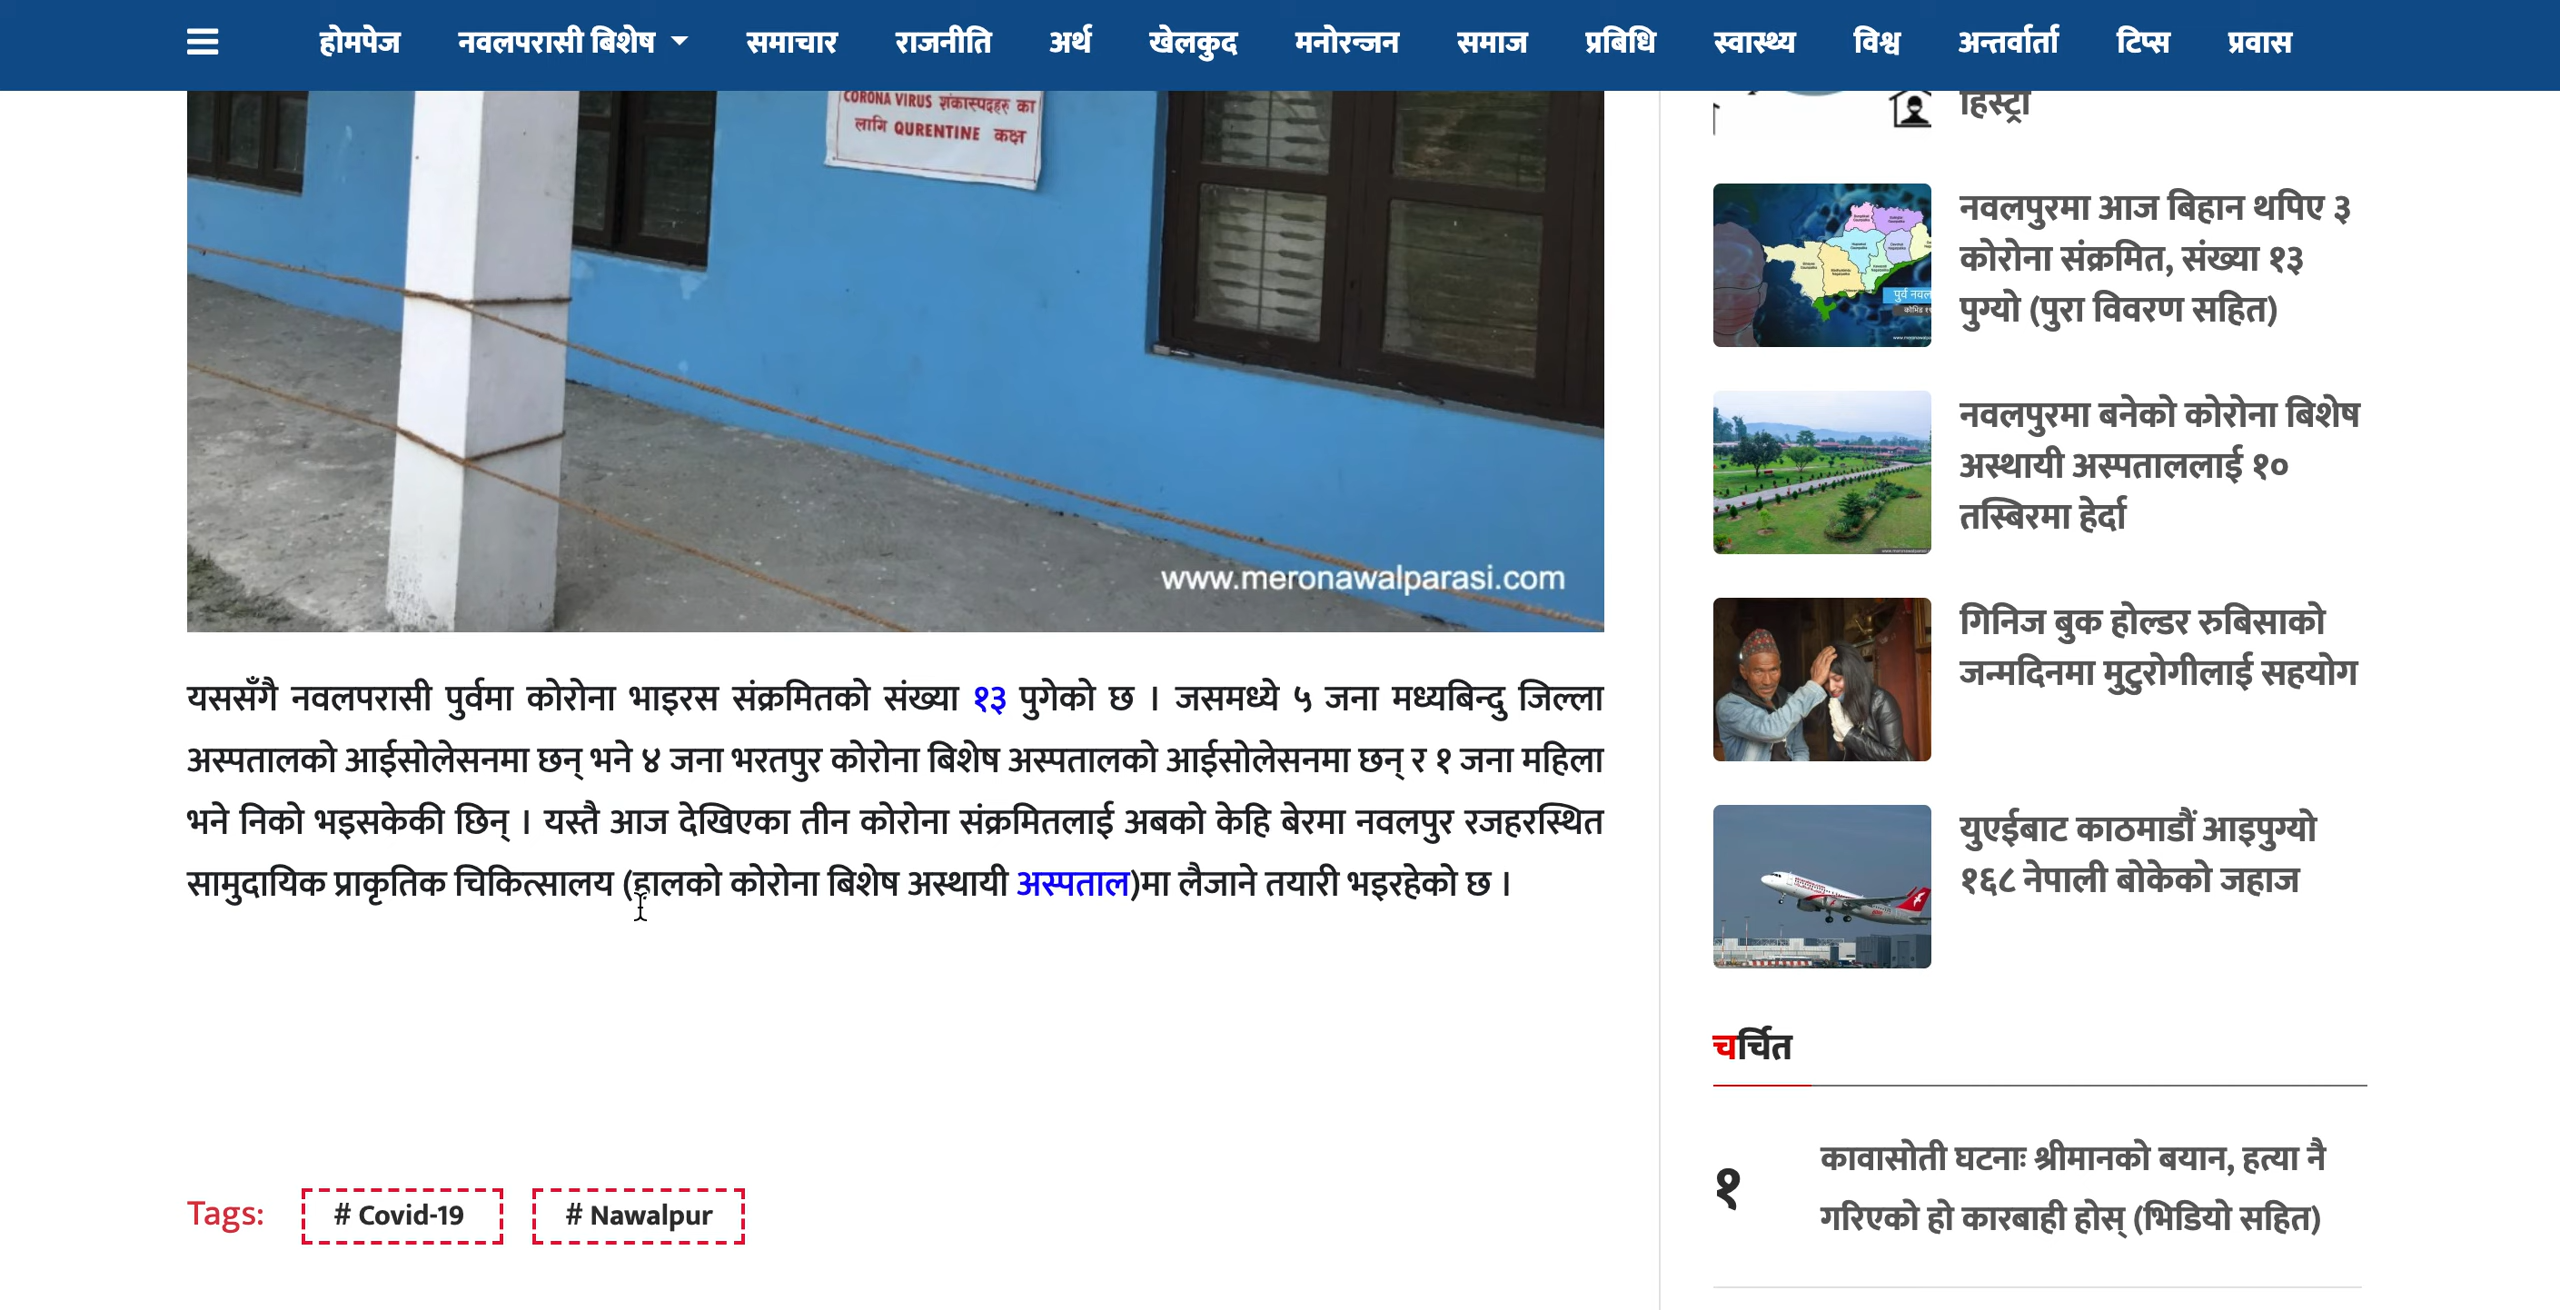 होमपेज नवलपरासी बिशेष समाचार राजनीति अर्थ खेलकुद मनोरन्जन समाज प्रबिधि स्वास्थ्य विश्व अन्तर्वार्ता टिप्स प्रवास
CORONA VIRUS शंकास्पदहरु का
लागि QURENTINE कक्ष
www.meronawalparasi.com
यससँगै नवलपरासी पुर्वमा कोरोना भाइरस संक्रमितको संख्या १३ पुगेको छ । जसमध्ये ५ जना मध्यबिन्दु जिल्ला
अस्पतालको आईसोलेसनमा छन् भने ४ जना भरतपुर कोरोना बिशेष अस्पतालको आईसोलेसनमा छन् र १ जना महिला
भने निको भइसकेकी छिन् । यस्तै आज देखिएका तीन कोरोना संक्रमितलाई अबको केहि बेरमा नवलपुर रजहरस्थित
सामुदायिक प्राकृतिक चिकित्सालय (हालको कोरोना बिशेष अस्थायी अस्पताल)मा लैजाने तयारी भइरहेको छ ।
Tags: # Covid-19 # Nawalpur
हिस्ट्री
नवलपुरमा आज बिहान थपिए ३
कोरोना संक्रमित, संख्या १३
पुग्यो (पुरा विवरण सहित)
नवलपुरमा बनेको कोरोना बिशेष
अस्थायी अस्पताललाई १०
तस्बिरमा हेर्दा
गिनिज बुक होल्डर रुबिसाको
जन्मदिनमा मुटुरोगीलाई सहयोग
युएईबाट काठमाडौं आइपुग्यो
१६८ नेपाली बोकेको जहाज
चर्चित
१
कावासोती घटनाः श्रीमानको बयान, हत्या नै
गरिएको हो कारबाही होस् (भिडियो सहित)